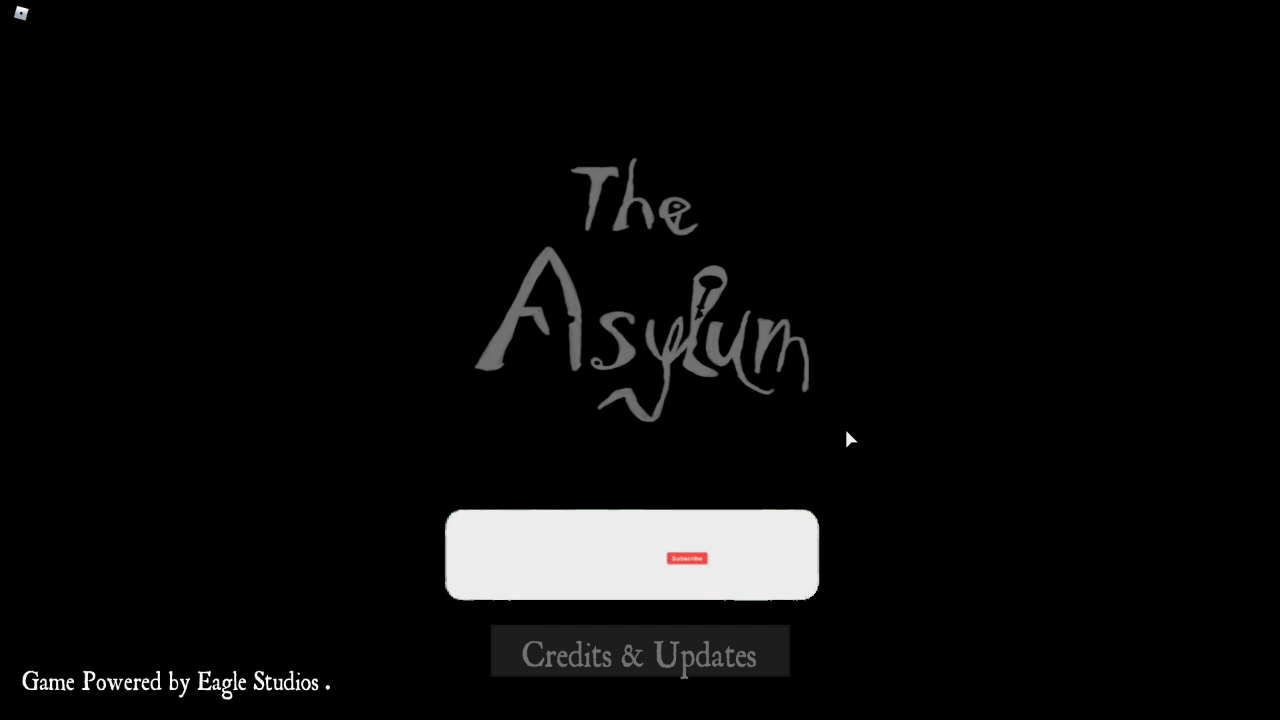 The
Asylum
Subscribe
Credits & Updates
Game Powered by Eagle Studios .